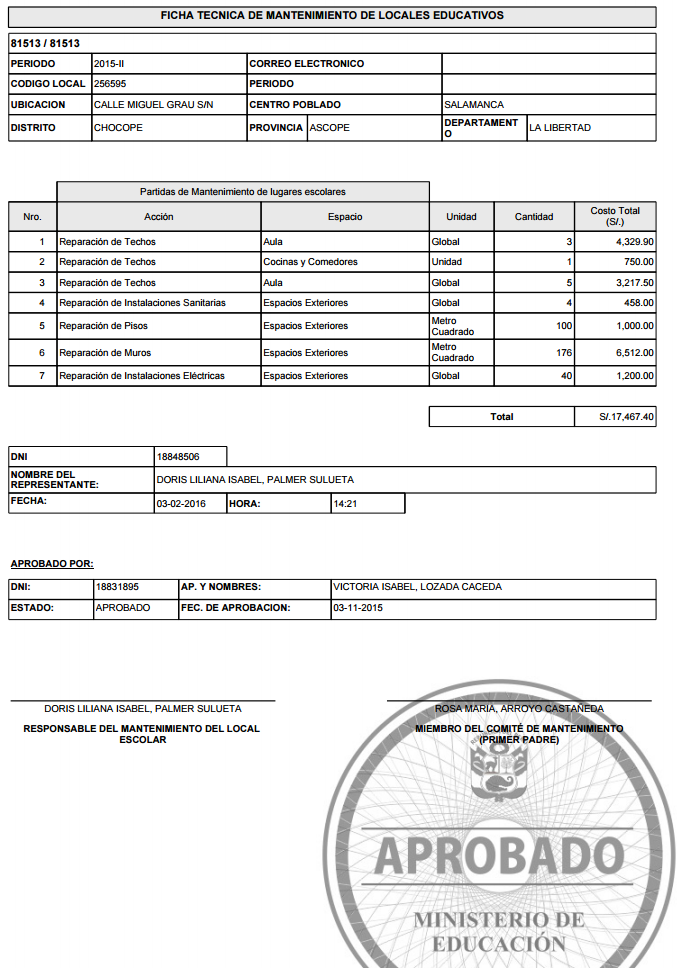 FICHA TECNICA DE MANTENIMIENTO DE LOCALES EDUCATIVOS
81513 / 81513
PERIODO 2015-II CORREO ELECTRONICO
CODIGO LOCAL 256595 PERIODO
UBICACION CALLE MIGUEL GRAU S/N CENTRO POBLADO SALAMANCA
DISTRITO CHOCOPE PROVINCIA ASCOPE DEPARTAMENT
O LA LIBERTAD
Partidas de Mantenimiento de lugares escolares
Nro. Acción Espacio Unidad Cantidad Costo Total
(S/.)
1 Reparación de Techos Aula Global 3 4,329.90
2 Reparación de Techos Cocinas y Comedores Unidad 1 750.00
3 Reparación de Techos Aula Global 5 3,217.50
4 Reparación de Instalaciones Sanitarias Espacios Exteriores Global 4 458.00
5 Reparación de Pisos Espacios Exteriores Metro
Cuadrado 100 1,000.00
6 Reparación de Muros Espacios Exteriores Metro
Cuadrado 176 6,512.00
7 Reparación de Instalaciones Eléctricas Espacios Exteriores Global 40 1,200.00
Total S/.17,467.40
DNI 18848506
NOMBRE DEL
REPRESENTANTE: DORIS LILIANA ISABEL, PALMER SULUETA
FECHA: 03-02-2016 HORA: 14:21
APROBADO POR:
DNI: 18831895 AP. Y NOMBRES: VICTORIA ISABEL, LOZADA CACEDA
ESTADO: APROBADO FEC. DE APROBACION: 03-11-2015
DORIS LILIANA ISABEL, PALMER SULUETA
RESPONSABLE DEL MANTENIMIENTO DEL LOCAL
ESCOLAR
ROSA MARIA, ARROYO CASTAÑEDA
MIEMBRO DEL COMITÉ DE MANTENIMIENTO
(PRIMER PADRE)
APROBADO
MINISTERIO DE
EDUCACIÓN